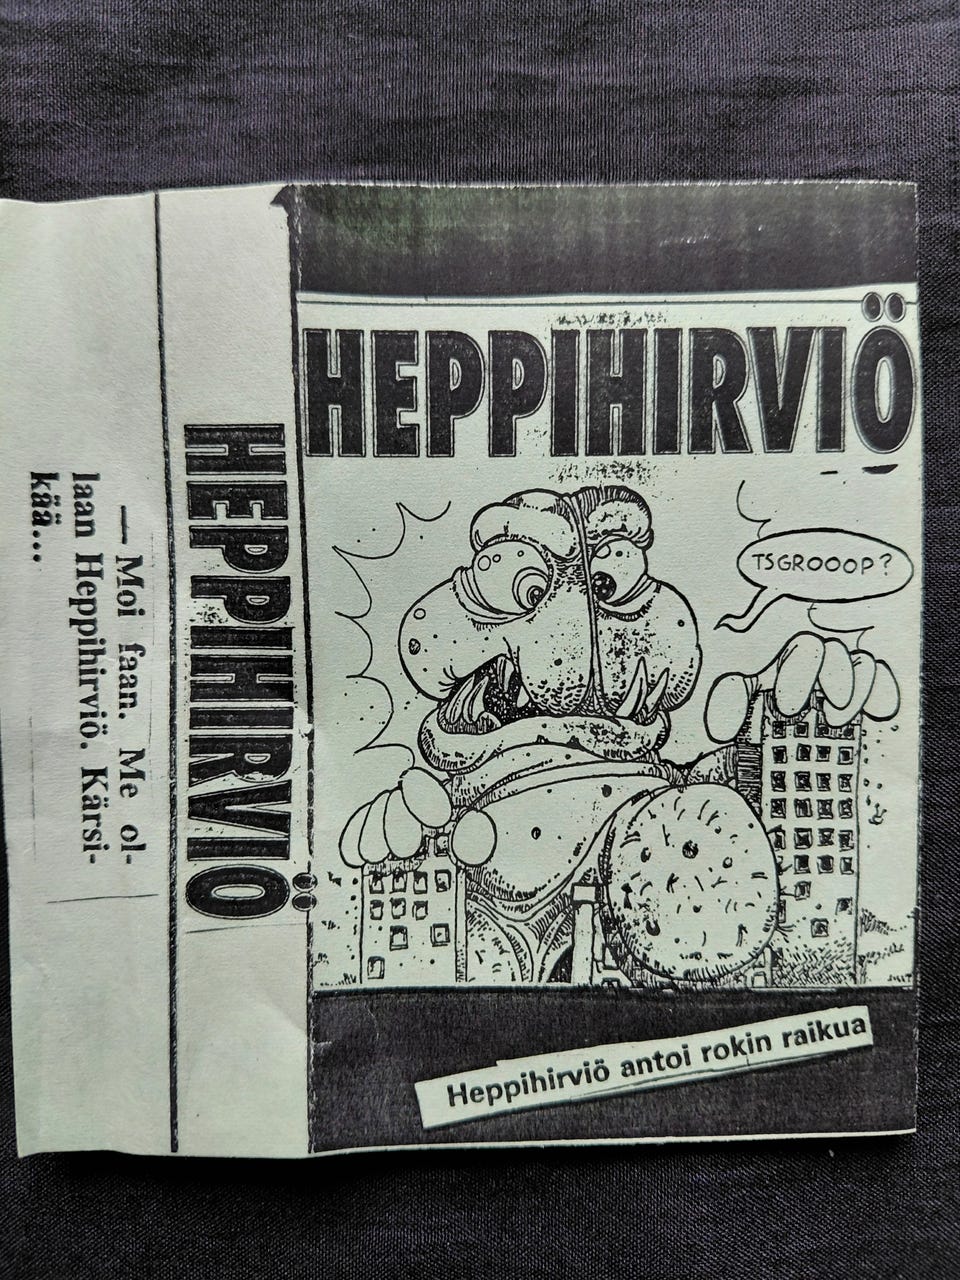 HEPPIHIRVIÖ
TSGROOOP?
Heppihirviö antoi rokin raikua
HEPPIHIRVIÖ
— Moi faan. Me ol-
laan Heppihirviö. Kärsi-
kää...